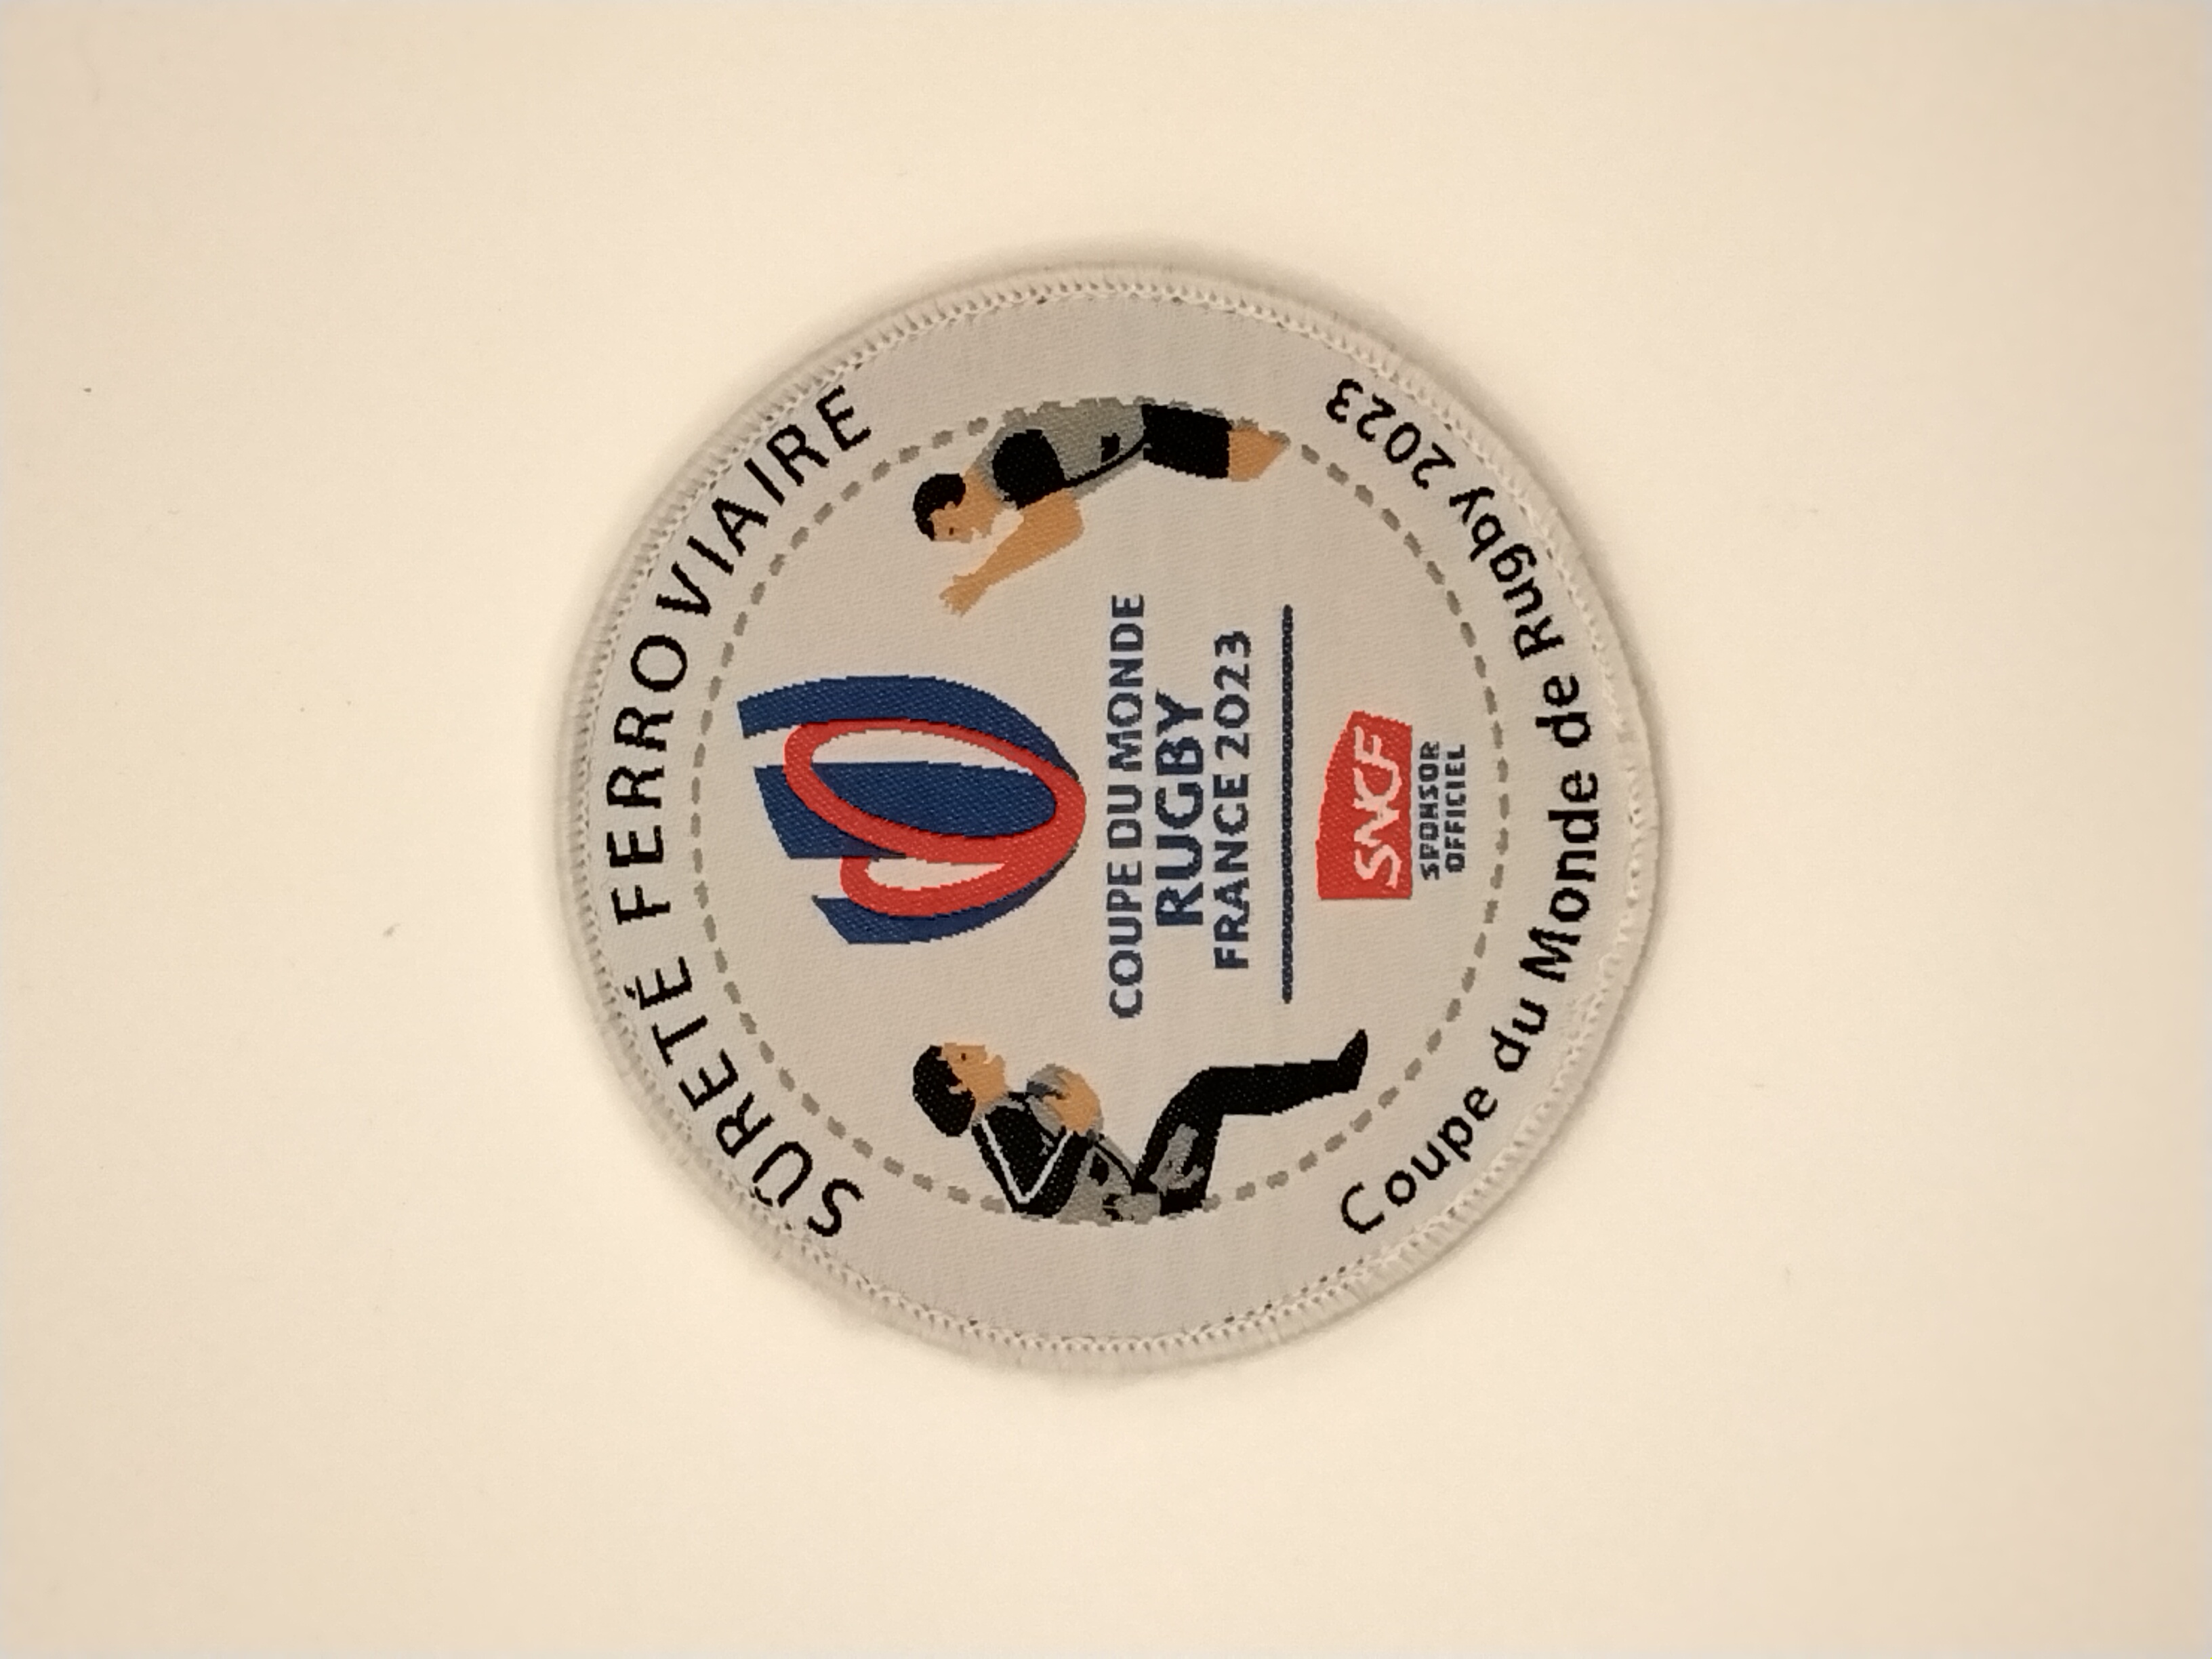 SÛRETÉ FERROVIAIRE
COUPE DU MONDE
RUGBY
FRANCE 2023
SNCF
SPONSOR
OFFICIEL
Coupe du Monde de Rugby 2023